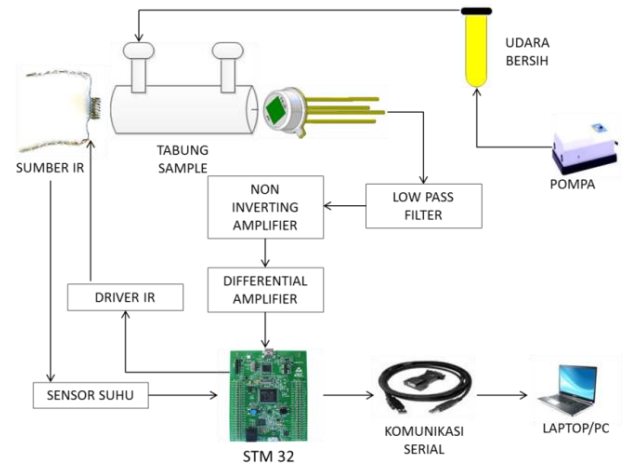 UDARA
BERSIH
SUMBER IR
TABUNG
SAMPLE
POMPA
NON
INVERTING
AMPLIFIER
LOW PASS
FILTER
DIFFERENTIAL
AMPLIFIER
DRIVER IR
SENSOR SUHU
STM 32
KOMUNIKASI
SERIAL
LAPTOP/PC